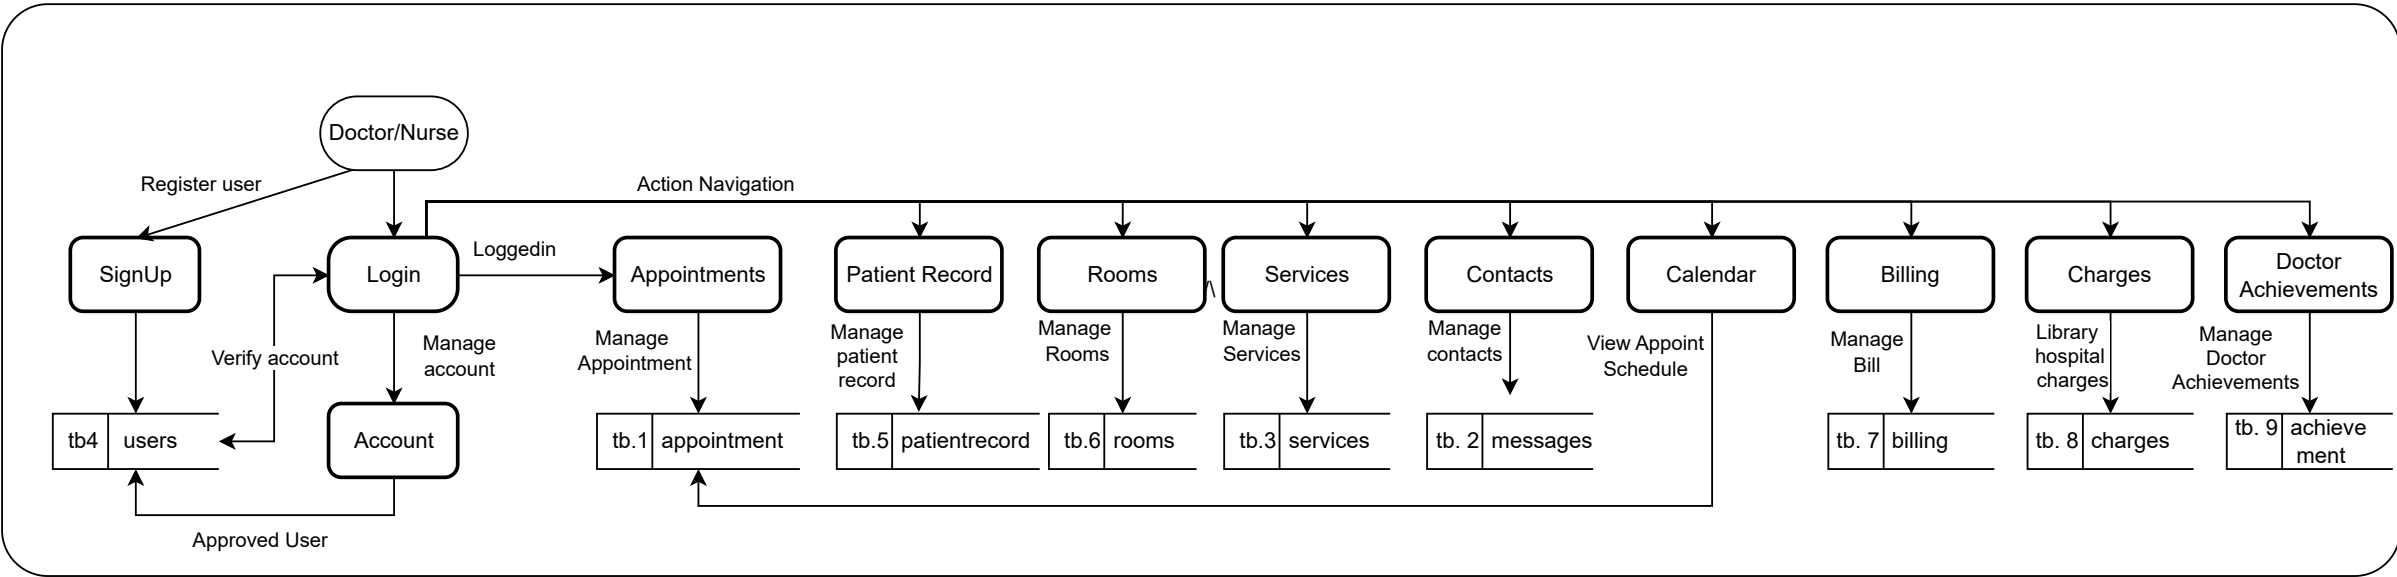 Doctor/Nurse
Register user
Action Navigation
SignUp
Login
Loggedin
Appointments
Patient Record
Rooms
/\
Services
Contacts
Calendar
Billing
Charges
Doctor
Achievements
Verify account
Manage
account
Manage
Appointment
Manage
patient
record
Manage
Rooms
Manage
Services
Manage
contacts
View Appoint
Schedule
Manage
Bill
Library
hospital
charges
Manage
Doctor
Achievements
tb4
users
Account
tb.1
appointment
tb.5
patientrecord
tb.6
rooms
tb.3
services
tb. 2
messages
tb. 7
billing
tb. 8
charges
tb. 9
achieve
ment
Approved User